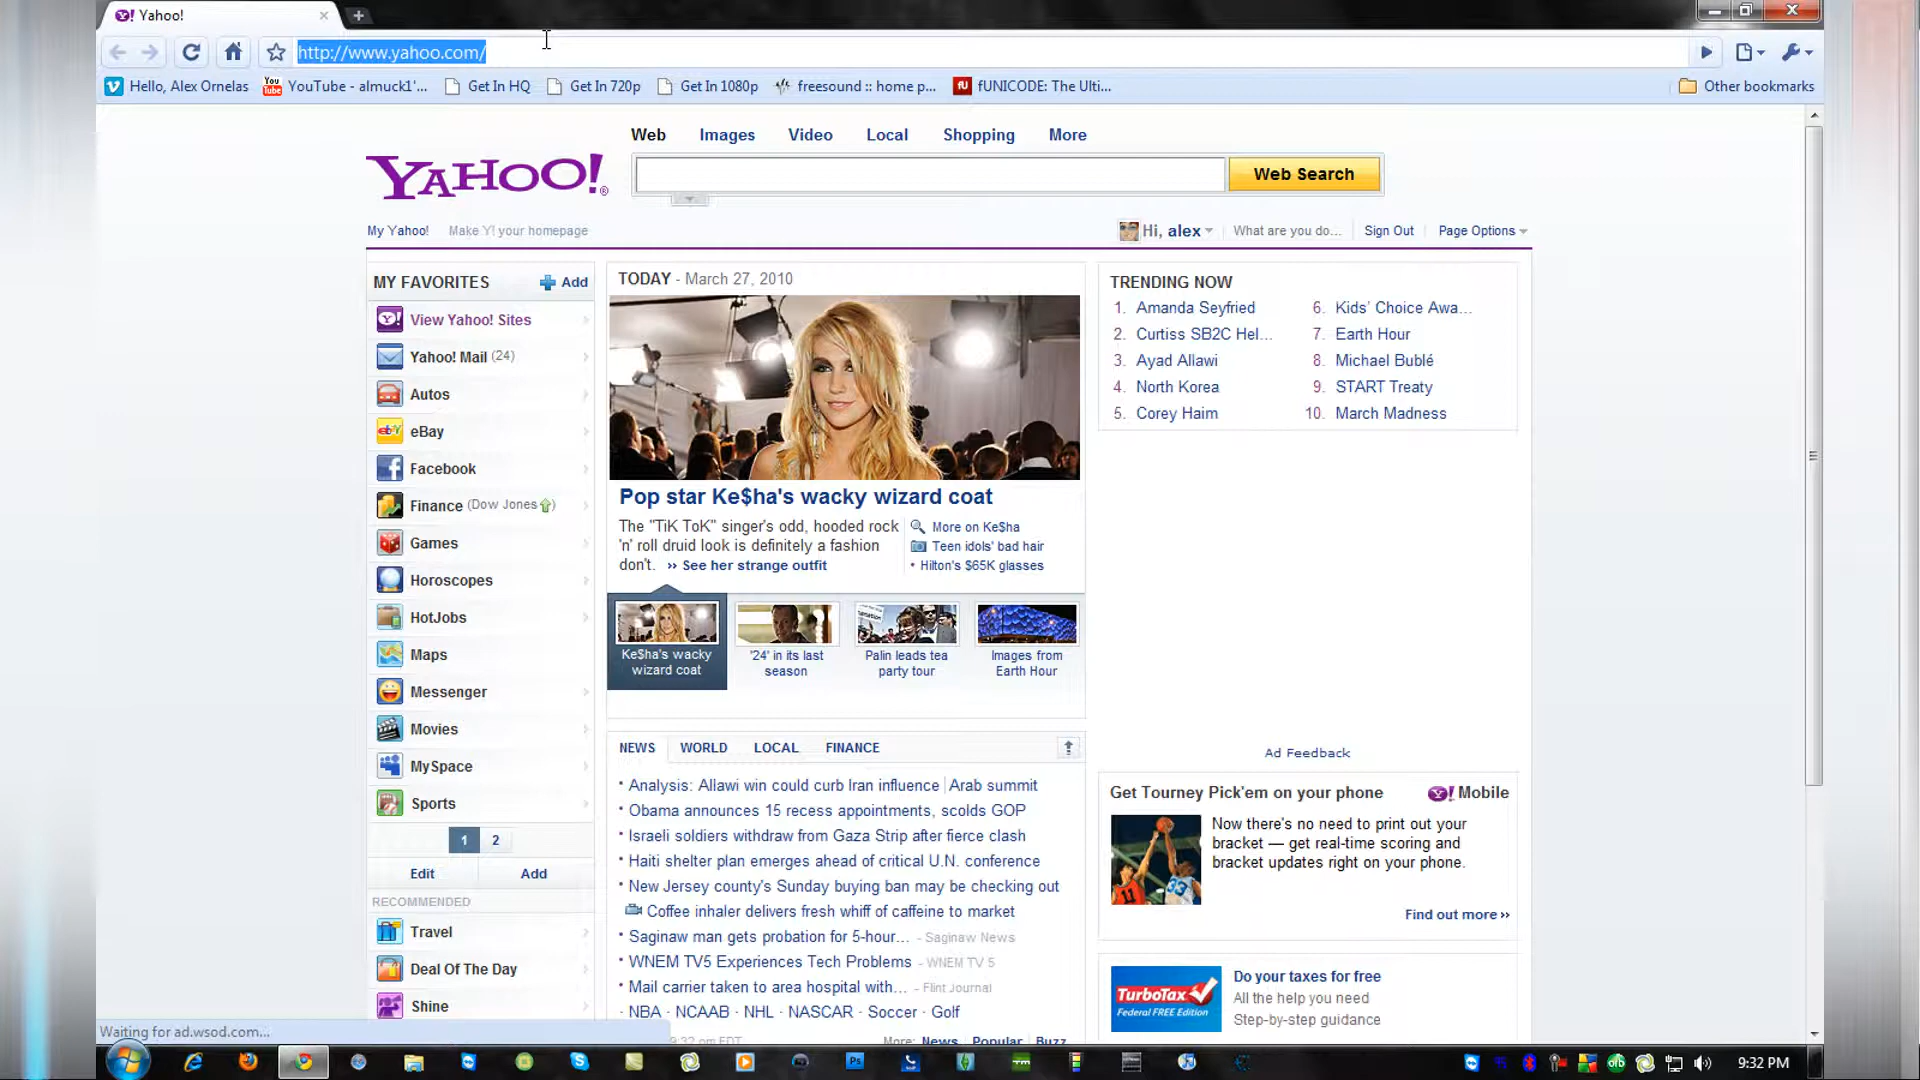 Yahoo!
http://www.yahoo.com/
Hello, Alex Ornelas
YouTube - almuck1'...
Get In HQ
Get In 720p
Get In 1080p
freesound :: home p...
fUNICODE: The Ulti...
Other bookmarks
Web Images Video Local Shopping More
YAHOO!
Web Search
My Yahoo! Make Y! your homepage
Hi, alex What are you do... Sign Out Page Options
MY FAVORITES Add
View Yahoo! Sites
Yahoo! Mail (24)
Autos
eBay
Facebook
Finance (Dow Jones)
Games
Horoscopes
HotJobs
Maps
Messenger
Movies
MySpace
Sports
1 2
Edit Add
RECOMMENDED
Travel
Deal Of The Day
Shine
TODAY - March 27, 2010
Pop star Ke$ha's wacky wizard coat
The "TiK ToK" singer's odd, hooded rock
'n' roll druid look is definitely a fashion
don't. ›› See her strange outfit
More on Ke$ha
Teen idols' bad hair
• Hilton's $65K glasses
Ke$ha's wacky
wizard coat
'24' in its last
season
Palin leads tea
party tour
Images from
Earth Hour
NEWS WORLD LOCAL FINANCE
• Analysis: Allawi win could curb Iran influence | Arab summit
• Obama announces 15 recess appointments, scolds GOP
• Israeli soldiers withdraw from Gaza Strip after fierce clash
• Haiti shelter plan emerges ahead of critical U.N. conference
• New Jersey county's Sunday buying ban may be checking out
Coffee inhaler delivers fresh whiff of caffeine to market
• Saginaw man gets probation for 5-hour... - Saginaw News
• WNEM TV5 Experiences Tech Problems - WNEM TV 5
• Mail carrier taken to area hospital with... - Flint Journal
• NBA · NCAAB · NHL · NASCAR · Soccer · Golf
9:32 pm EDT More: News Popular Buzz
TRENDING NOW
1. Amanda Seyfried
2. Curtiss SB2C Hel...
3. Ayad Allawi
4. North Korea
5. Corey Haim
6. Kids' Choice Awa...
7. Earth Hour
8. Michael Bublé
9. START Treaty
10. March Madness
Ad Feedback
Get Tourney Pick'em on your phone Y! Mobile
Now there's no need to print out your
bracket — get real-time scoring and
bracket updates right on your phone.
Find out more ››
TurboTax
Federal FREE Edition
Do your taxes for free
All the help you need
Step-by-step guidance
Waiting for ad.wsod.com...
9:32 PM